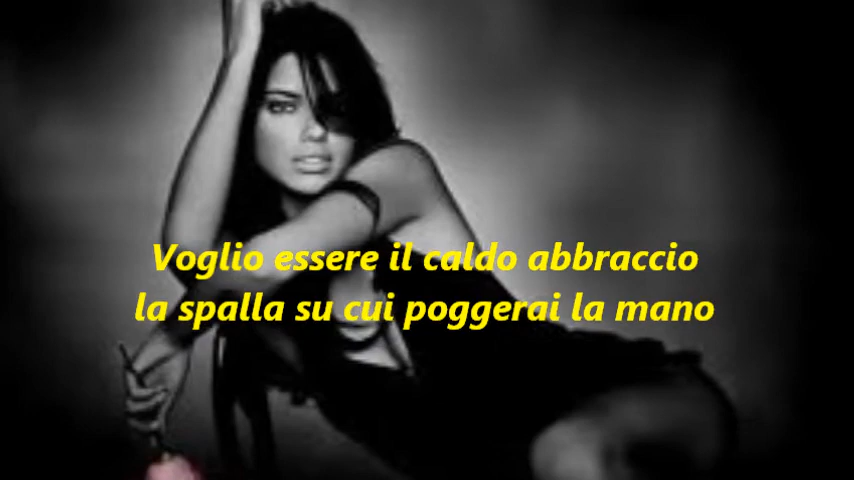 Voglio essere il caldo abbraccio
la spalla su cui poggerai la mano